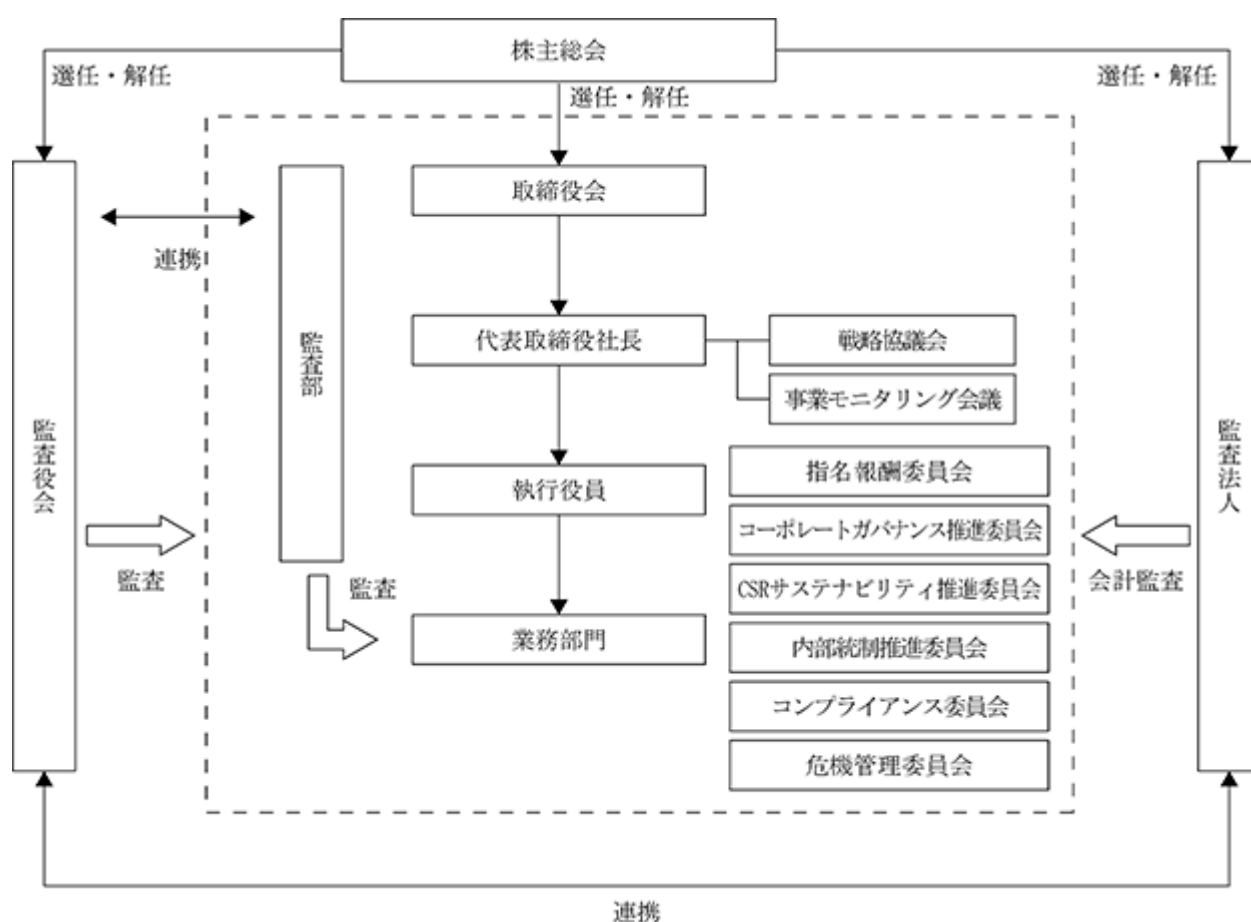 株主総会
選任・解任
選任・解任
選任・解任
取締役会
連携
監査部
代表取締役社長
戦略協議会
事業モニタリング会議
監査役会
監査法人
指名報酬委員会
執行役員
コーポレートガバナンス推進委員会
監査
会計監査
CSRサステナビリティ推進委員会
監査
業務部門
内部統制推進委員会
コンプライアンス委員会
危機管理委員会
連携